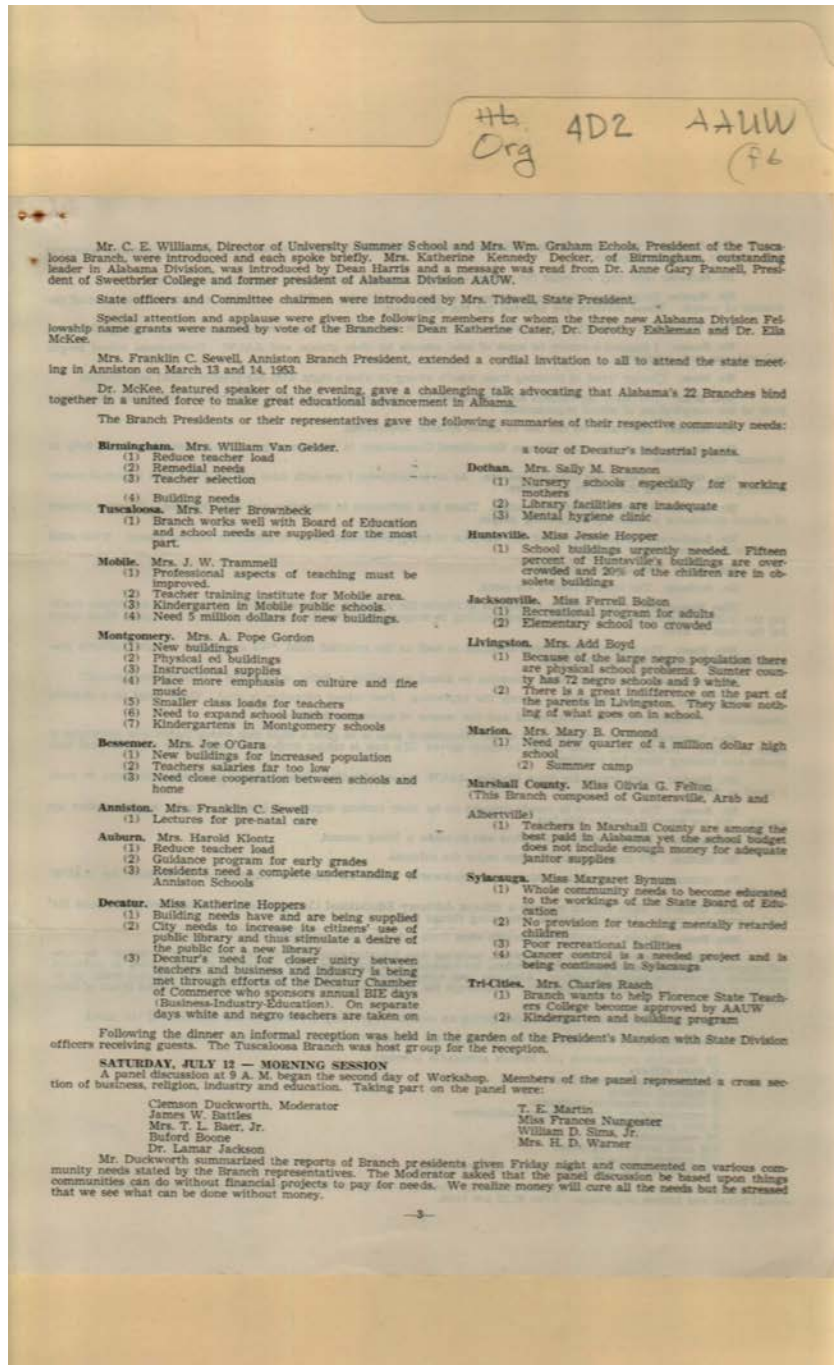 Hb.
Org
4D2
AAUW
(f6
Mr. C. E. Williams, Director of University Summer School and Mrs. Wm. Graham Echols, President of the Tusca-
loosa Branch, were introduced and each spoke briefly. Mrs. Katherine Kennedy Decker, of Birmingham, outstanding
leader in Alabama Division, was introduced by Dean Harris and a message was read from Dr. Anne Gary Pannell, Presi-
dent of Sweetbrier College and former president of Alabama Division AAUW.
State officers and Committee chairmen were introduced by Mrs. Tidwell, State President.
Special attention and applause were given the following members for whom the three new Alabama Division Fel-
lowship name grants were named by vote of the Branches: Dean Katherine Cater, Dr. Dorothy Eshleman and Dr. Ella
McKee.
Mrs. Franklin C. Sewell, Anniston Branch President, extended a cordial invitation to all to attend the state meet-
ing in Anniston on March 13 and 14, 1953.
Dr. McKee, featured speaker of the evening, gave a challenging talk advocating that Alabama's 22 Branches bind
together in a united force to make great educational advancement in Albama.
The Branch Presidents or their representatives gave the following summaries of their respective community needs:
Birmingham. Mrs. William Van Gelder.
(1) Reduce teacher load
(2) Remedial needs
(3) Teacher selection
(4) Building needs
Tuscaloosa. Mrs. Peter Brownbeck
(1) Branch works well with Board of Education
and school needs are supplied for the most
part.
Mobile. Mrs. J. W. Trammell
(1) Professional aspects of teaching must be
improved.
(2) Teacher training institute for Mobile area.
(3) Kindergarten in Mobile public schools.
(4) Need 5 million dollars for new buildings.
Montgomery. Mrs. A. Pope Gordon
(1) New buildings
(2) Physical ed buildings
(3) Instructional supplies
(4) Place more emphasis on culture and fine
music
(5) Smaller class loads for teachers
(6) Need to expand school lunch rooms
(7) Kindergartens in Montgomery schools
Bessemer. Mrs. Joe O'Gara
(1) New buildings for increased population
(2) Teachers salaries far too low
(3) Need close cooperation between schools and
home
Anniston. Mrs. Franklin C. Sewell
(1) Lectures for pre-natal care
Auburn. Mrs. Harold Klontz
(1) Reduce teacher load
(2) Guidance program for early grades
(3) Residents need a complete understanding of
Anniston Schools
Decatur. Miss Katherine Hoppers
(1) Building needs have and are being supplied
(2) City needs to increase its citizens' use of
public library and thus stimulate a desire of
the public for a new library
(3) Decatur's need for closer unity between
teachers and business and industry is being
met through efforts of the Decatur Chamber
of Commerce who sponsors annual BIE days
(Business-Industry-Education). On separate
days white and negro teachers are taken on
a tour of Decatur's industrial plants.
Dothan. Mrs. Sally M. Brannon
(1) Nursery schools especially for working
mothers
(2) Library facilities are inadequate
(3) Mental hygiene clinic
Huntsville. Miss Jessie Hopper
(1) School buildings urgently needed. Fifteen
percent of Huntsville's buildings are over-
crowded and 20% of the children are in ob-
solete buildings
Jacksonville. Miss Ferrell Bolton
(1) Recreational program for adults
(2) Elementary school too crowded
Livingston. Mrs. Add Boyd
(1) Because of the large negro population there
are physical school problems. Sumter coun-
ty has 72 negro schools and 9 white.
(2) There is a great indifference on the part of
the parents in Livingston. They know noth-
ing of what goes on in school.
Marion. Mrs. Mary B. Ormond
(1) Need new quarter of a million dollar high
school
(2) Summer camp
Marshall County. Miss Olivia G. Felton
(This Branch composed of Guntersville, Arab and
Albertville)
(1) Teachers in Marshall County are among the
best paid in Alabama yet the school budget
does not include enough money for adequate
janitor supplies
Sylacauga. Miss Margaret Bynum
(1) Whole community needs to become educated
to the workings of the State Board of Edu-
cation
(2) No provision for teaching mentally retarded
children
(3) Poor recreational facilities
(4) Cancer control is a needed project and is
being continued in Sylacauga
Tri-Cities. Mrs. Charles Rasch
(1) Branch wants to help Florence State Teach-
ers College become approved by AAUW
(2) Kindergarten and building program
Following the dinner an informal reception was held in the garden of the President's Mansion with State Division
officers receiving guests. The Tuscaloosa Branch was host group for the reception.
SATURDAY, JULY 12 — MORNING SESSION
A panel discussion at 9 A. M. began the second day of Workshop. Members of the panel represented a cross sec-
tion of business, religion, industry and education. Taking part on the panel were:
Clemson Duckworth, Moderator
James W. Battles
Mrs. T. L. Baer, Jr.
Buford Boone
Dr. Lamar Jackson
T. E. Martin
Miss Frances Nungester
William D. Sims, Jr.
Mrs. H. D. Warner
Mr. Duckworth summarized the reports of Branch presidents given Friday night and commented on various com-
munity needs stated by the Branch representatives. The Moderator asked that the panel discussion be based upon things
communities can do without financial projects to pay for needs. We realize money will cure all the needs but he stressed
that we see what can be done without money.
—3—